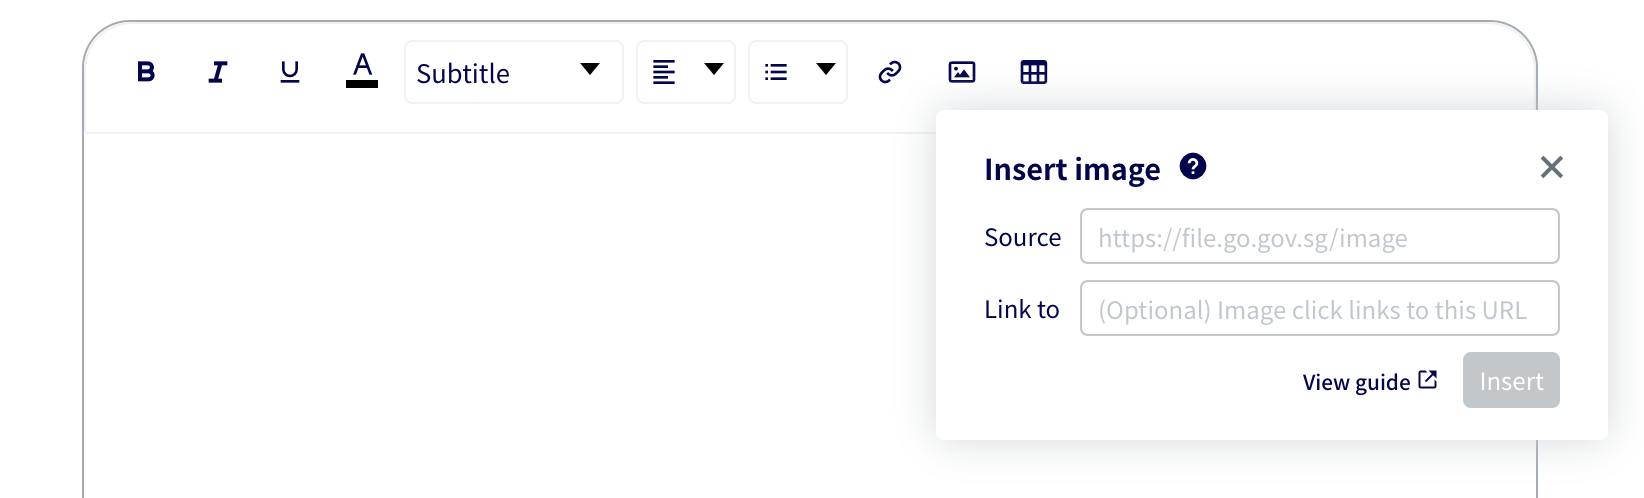 B I U A Subtitle
Insert image ?
Source https://file.go.gov.sg/image
Link to (Optional) Image click links to this URL
View guide Insert